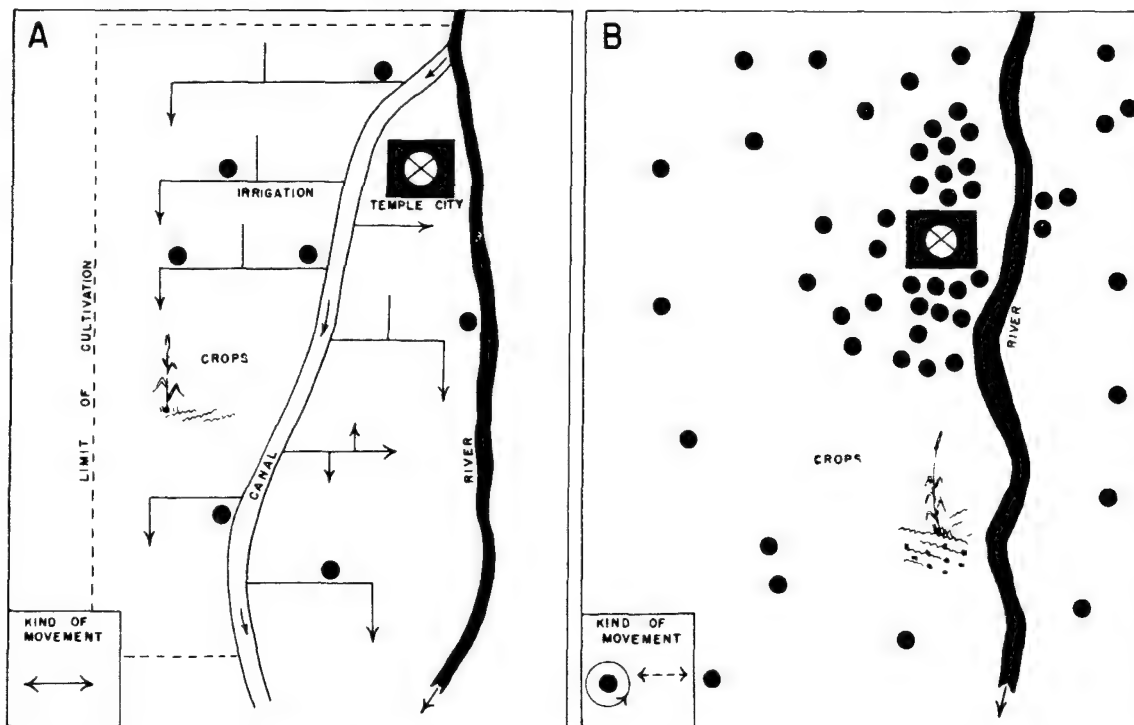 A
IRRIGATION
TEMPLE CITY
LIMIT OF CULTIVATION
CROPS
CANAL
RIVER
KIND OF
MOVEMENT
B
RIVER
CROPS
KIND OF
MOVEMENT